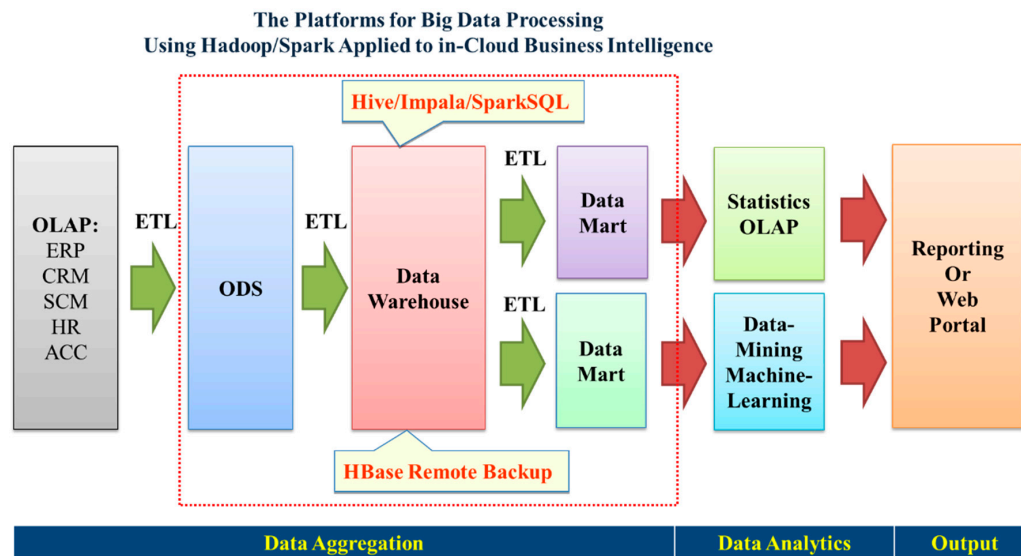 The Platforms for Big Data Processing
Using Hadoop/Spark Applied to in-Cloud Business Intelligence
Hive/Impala/SparkSQL
OLAP:
ERP
CRM
SCM
HR
ACC
ETL
ODS
ETL
Data
Warehouse
ETL
Data
Mart
ETL
Data
Mart
Statistics
OLAP
Data-
Mining
Machine-
Learning
Reporting
Or
Web
Portal
HBase Remote Backup
Data Aggregation
Data Analytics
Output